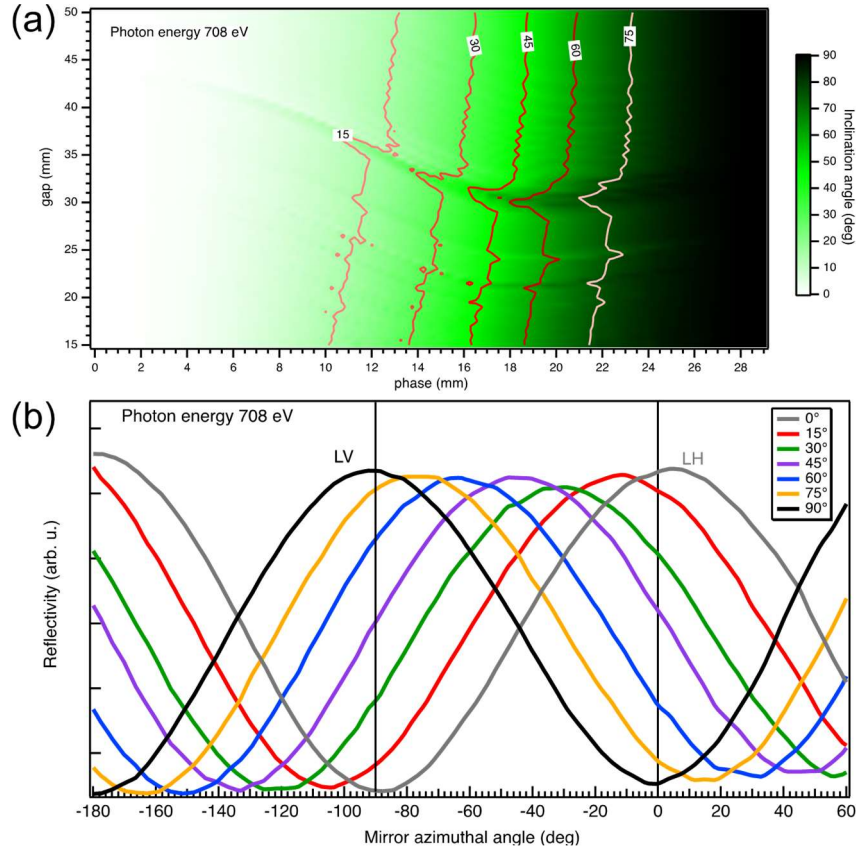 (a)
Photon energy 708 eV
50
45
40
35
30
25
20
15
gap (mm)
15
30
45
60
75
0 2 4 6 8 10 12 14 16 18 20 22 24 26 28
phase (mm)
90
80
70
60
50
40
30
20
10
0
Inclination angle (deg)
(b)
Photon energy 708 eV
LV
LH
0°
15°
30°
45°
60°
75°
90°
Reflectivity (arb. u.)
-180 -160 -140 -120 -100 -80 -60 -40 -20 0 20 40 60
Mirror azimuthal angle (deg)